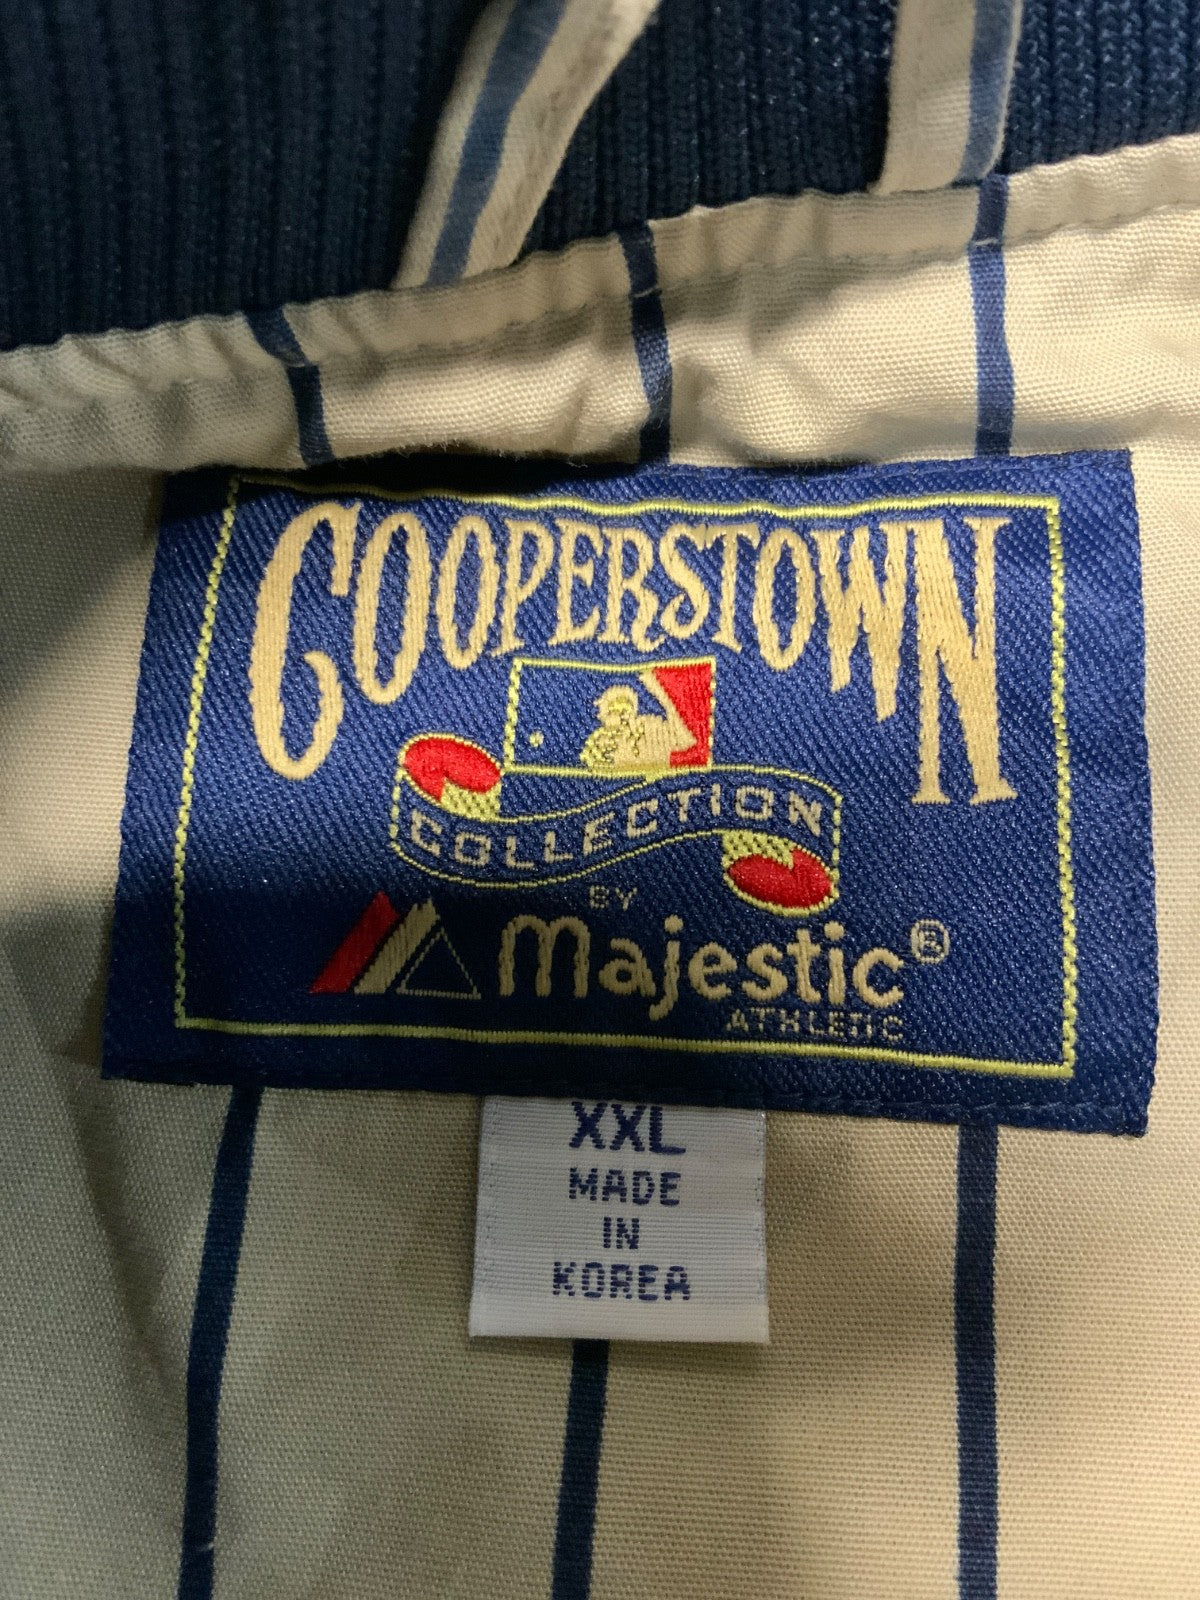 COOPERSTOWN
COLLECTION
BY
Majestic®
ATHLETIC
XXL
MADE
IN
KOREA